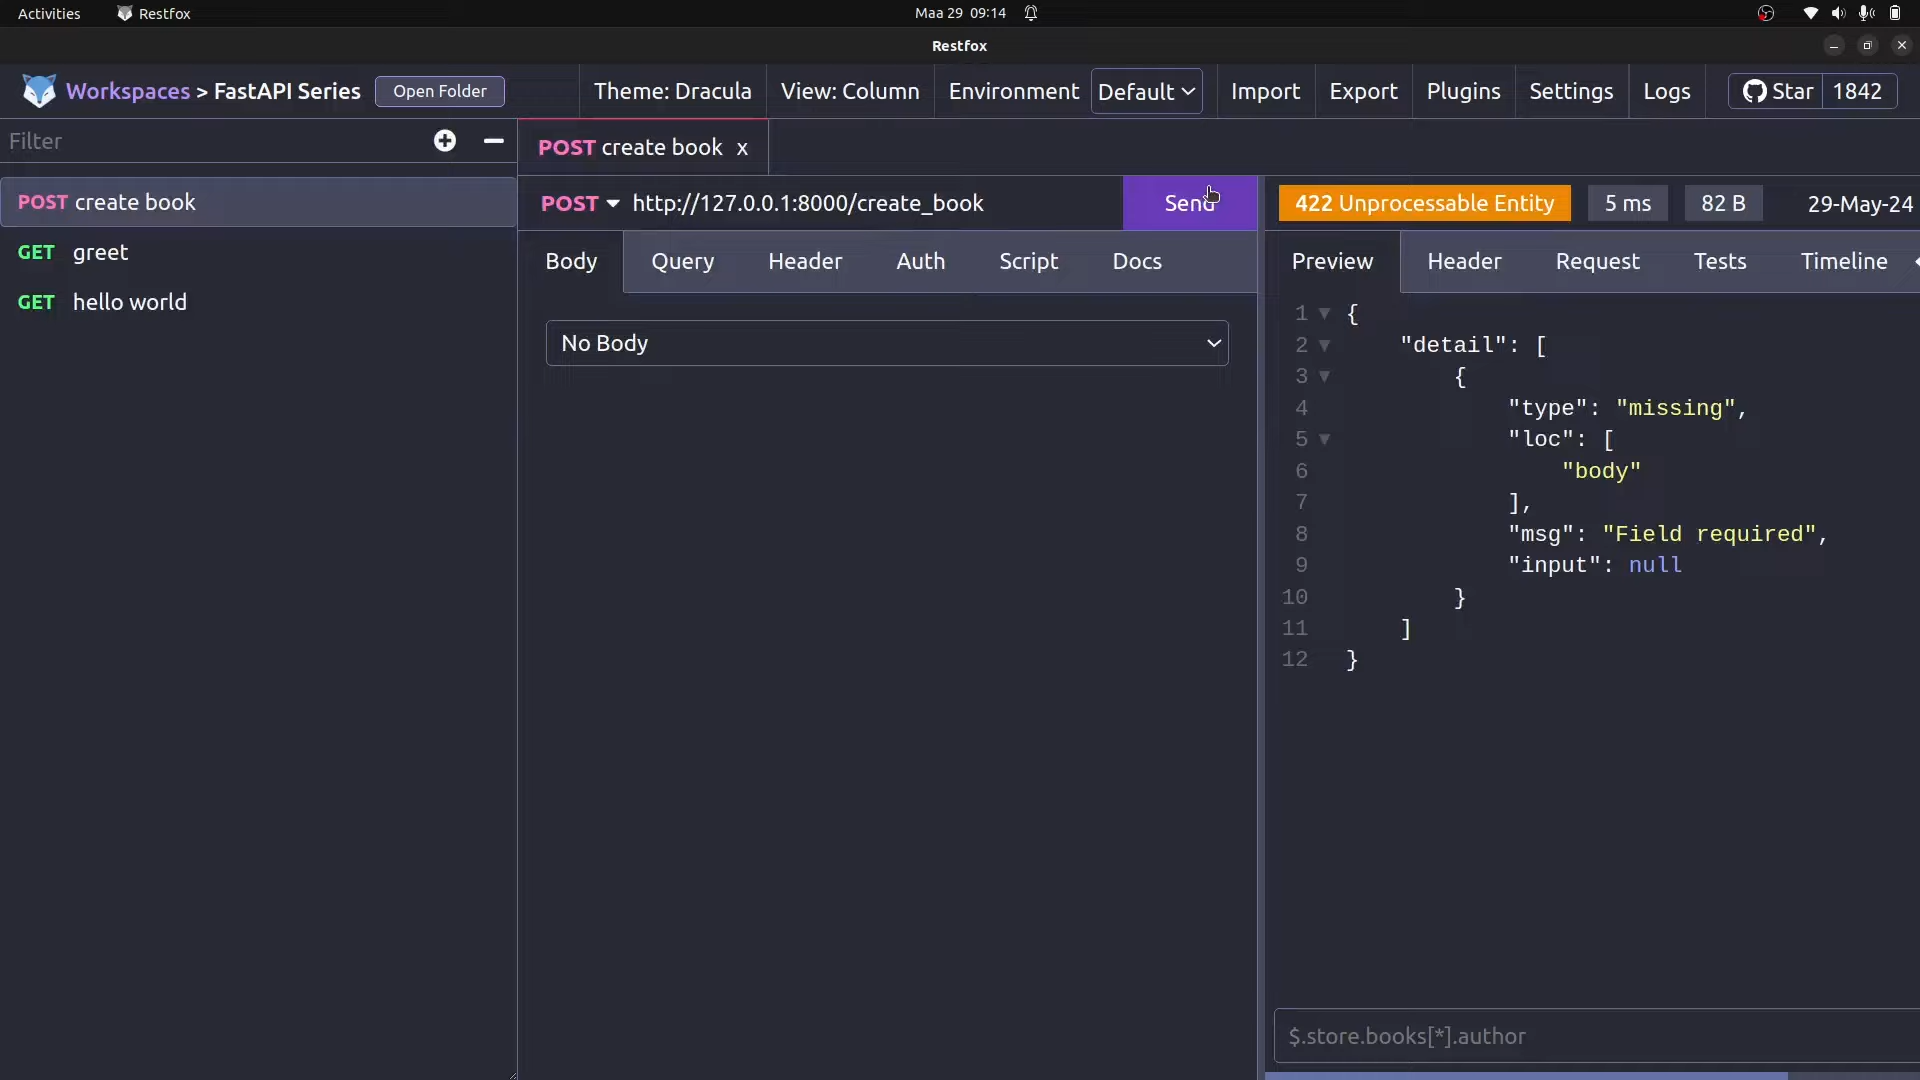 Activities Restfox Maa 29 09:14
Restfox
Workspaces > FastAPI Series Open Folder Theme: Dracula View: Column Environment Default Import Export Plugins Settings Logs Star 1842
Filter
POST create book x
POST create book
GET greet
GET hello world
POST http://127.0.0.1:8000/create_book Send
422 Unprocessable Entity 5 ms 82 B 29-May-24
Body Query Header Auth Script Docs
Preview Header Request Tests Timeline
No Body
1 {
2 "detail": [
3 {
4 "type": "missing",
5 "loc": [
6 "body"
7 ],
8 "msg": "Field required",
9 "input": null
10 }
11 ]
12 }
$.store.books[*].author